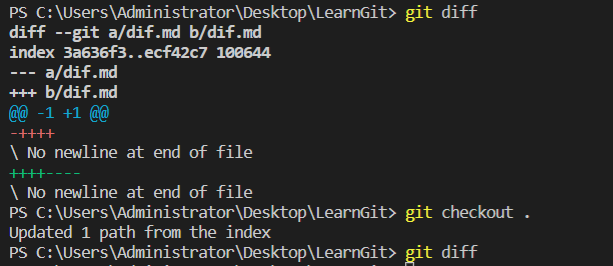 PS C:\Users\Administrator\Desktop\LearnGit> git diff
diff --git a/dif.md b/dif.md
index 3a636f3..ecf42c7 100644
--- a/dif.md
+++ b/dif.md
@@ -1 +1 @@
-++++
\ No newline at end of file
++++----
\ No newline at end of file
PS C:\Users\Administrator\Desktop\LearnGit> git checkout .
Updated 1 path from the index
PS C:\Users\Administrator\Desktop\LearnGit> git diff